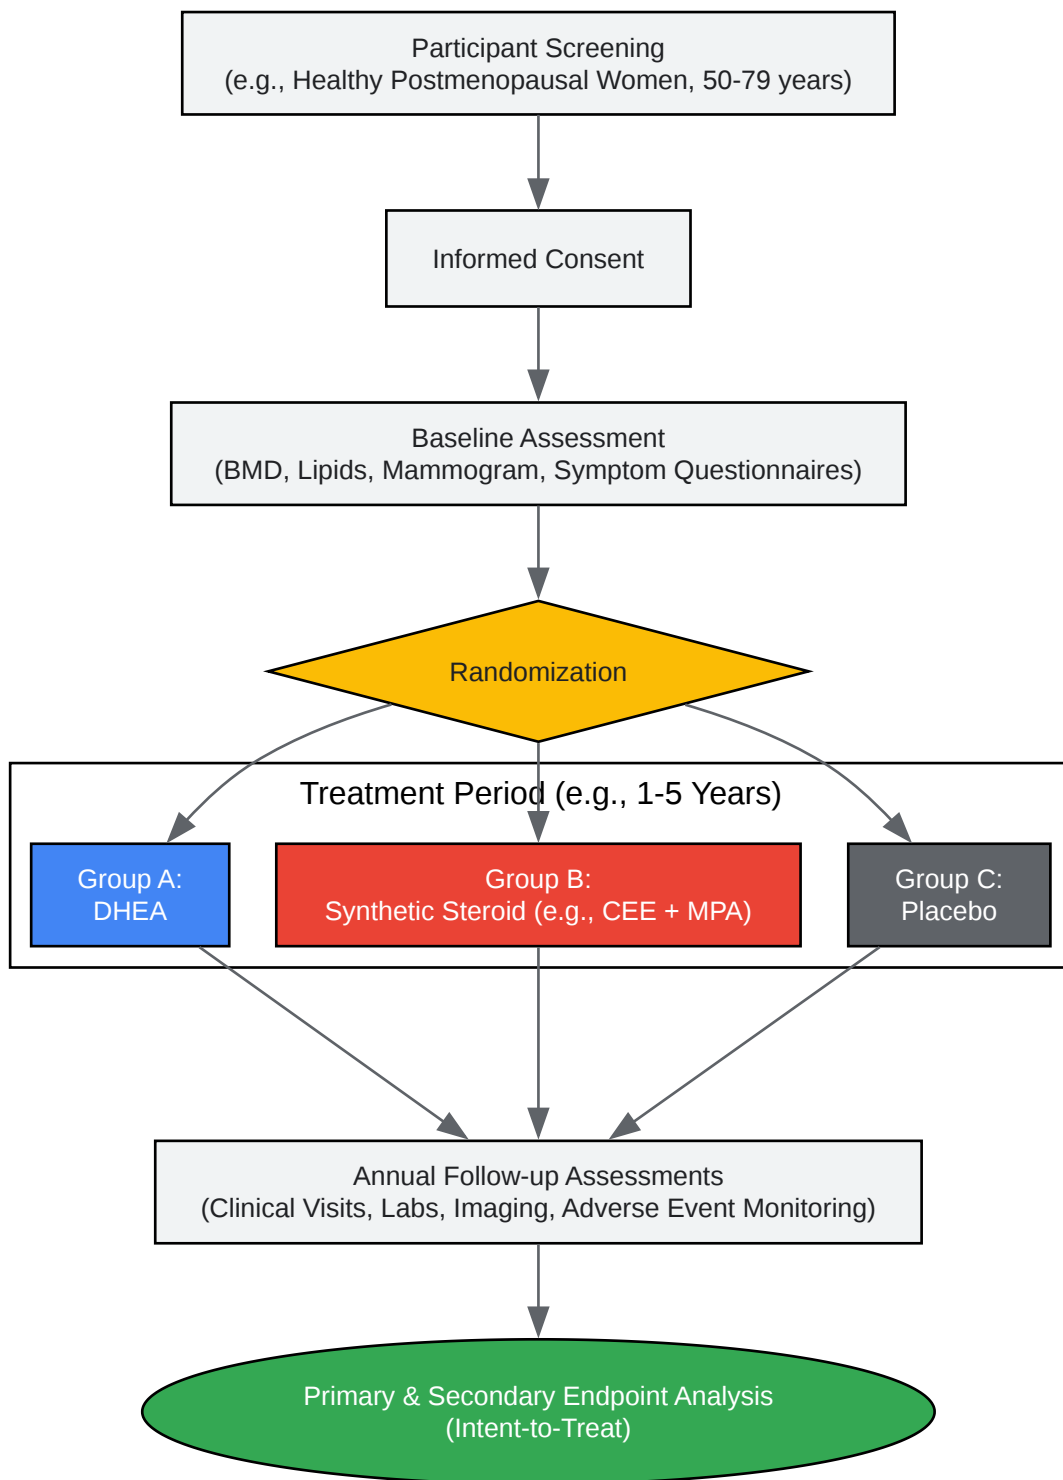 Participant Screening
(e.g., Healthy Postmenopausal Women, 50-79 years)
Informed Consent
Baseline Assessment
(BMD, Lipids, Mammogram, Symptom Questionnaires)
Randomization
Treatment Period (e.g., 1-5 Years)
Group A:
DHEA
Group B:
Synthetic Steroid (e.g., CEE + MPA)
Group C:
Placebo
Annual Follow-up Assessments
(Clinical Visits, Labs, Imaging, Adverse Event Monitoring)
Primary & Secondary Endpoint Analysis
(Intent-to-Treat)